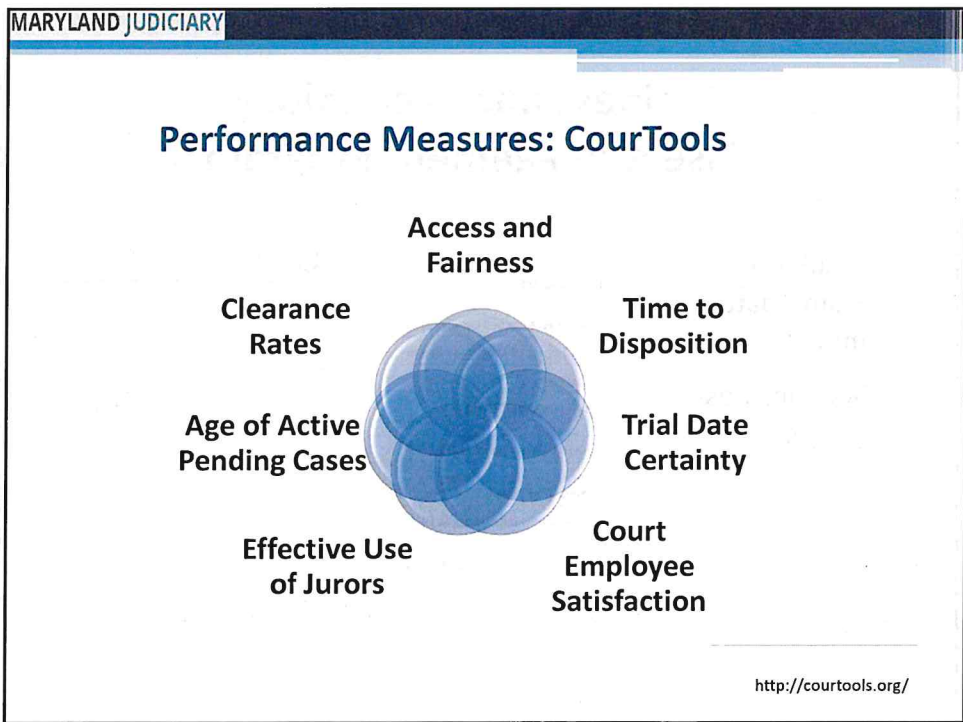 MARYLAND JUDICIARY
Performance Measures: CourTools
Access and
Fairness
Clearance
Rates
Time to
Disposition
Age of Active
Pending Cases
Trial Date
Certainty
Effective Use
of Jurors
Court
Employee
Satisfaction
http://courtools.org/